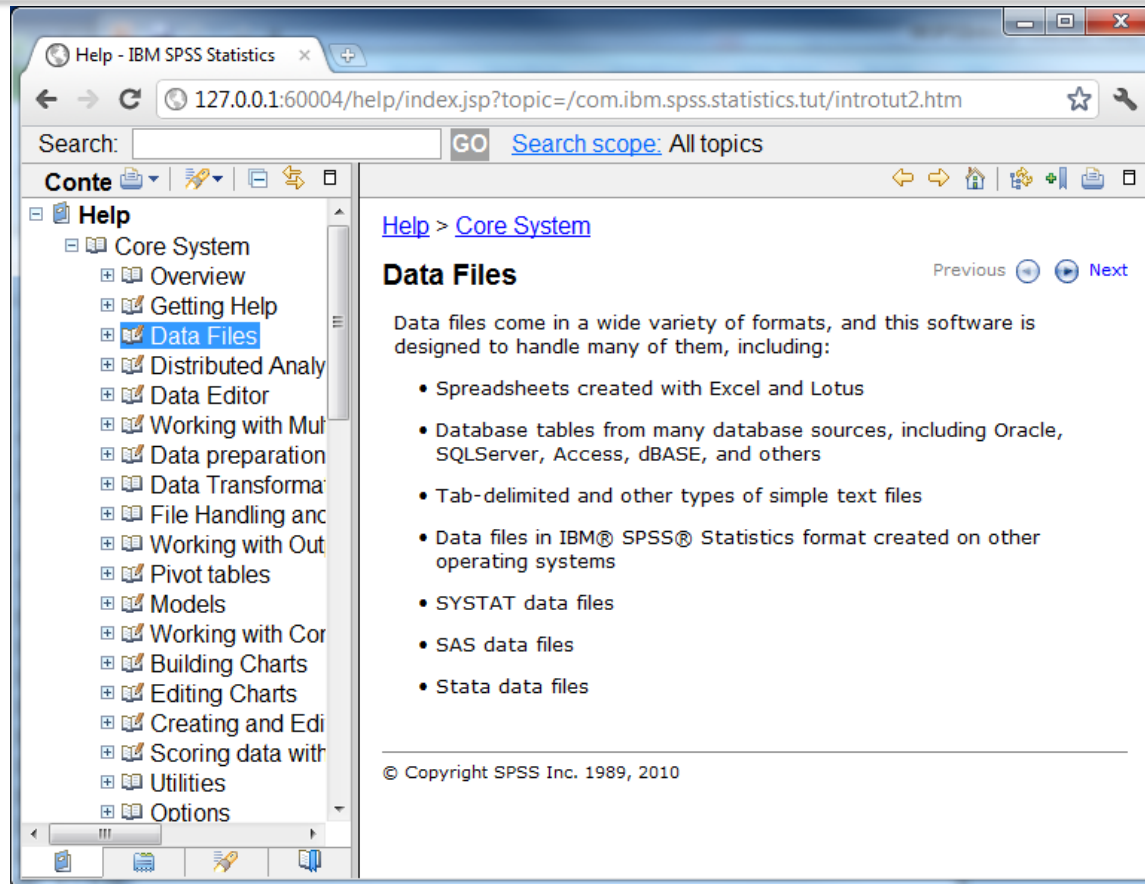 Help - IBM SPSS Statistics
127.0.0.1:60004/help/index.jsp?topic=/com.ibm.spss.statistics.tut/introtut2.htm
Search: GO Search scope: All topics
Conte
Help
Core System
Overview
Getting Help
Data Files
Distributed Analy
Data Editor
Working with Mul
Data preparation
Data Transforma
File Handling and
Working with Out
Pivot tables
Models
Working with Cor
Building Charts
Editing Charts
Creating and Edi
Scoring data with
Utilities
Options
Help > Core System
Data Files
Previous Next
Data files come in a wide variety of formats, and this software is
designed to handle many of them, including:
• Spreadsheets created with Excel and Lotus
• Database tables from many database sources, including Oracle,
SQLServer, Access, dBASE, and others
• Tab-delimited and other types of simple text files
• Data files in IBM® SPSS® Statistics format created on other
operating systems
• SYSTAT data files
• SAS data files
• Stata data files
© Copyright SPSS Inc. 1989, 2010